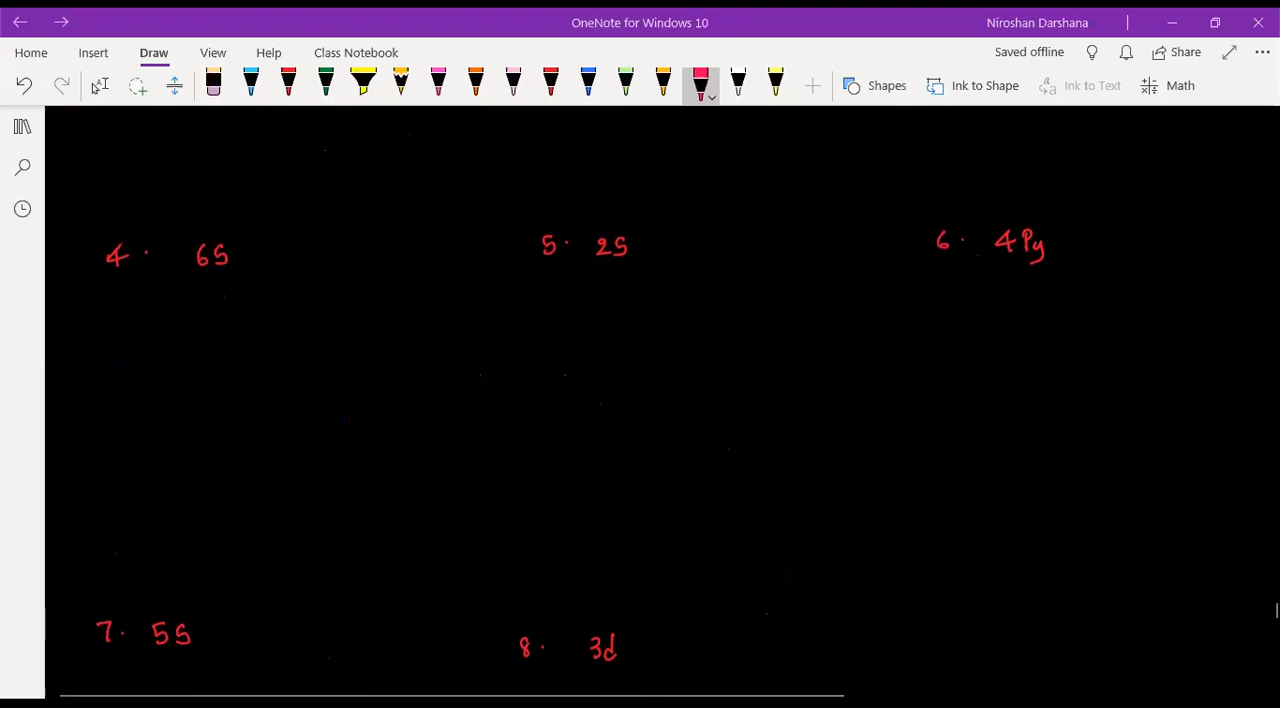 OneNote for Windows 10
Niroshan Darshana
Home Insert Draw View Help Class Notebook
Saved offline
Share
Shapes
Ink to Shape
Ink to Text
Math
4. 6S
5. 2S
6. 4Py
7. 5S
8. 3d